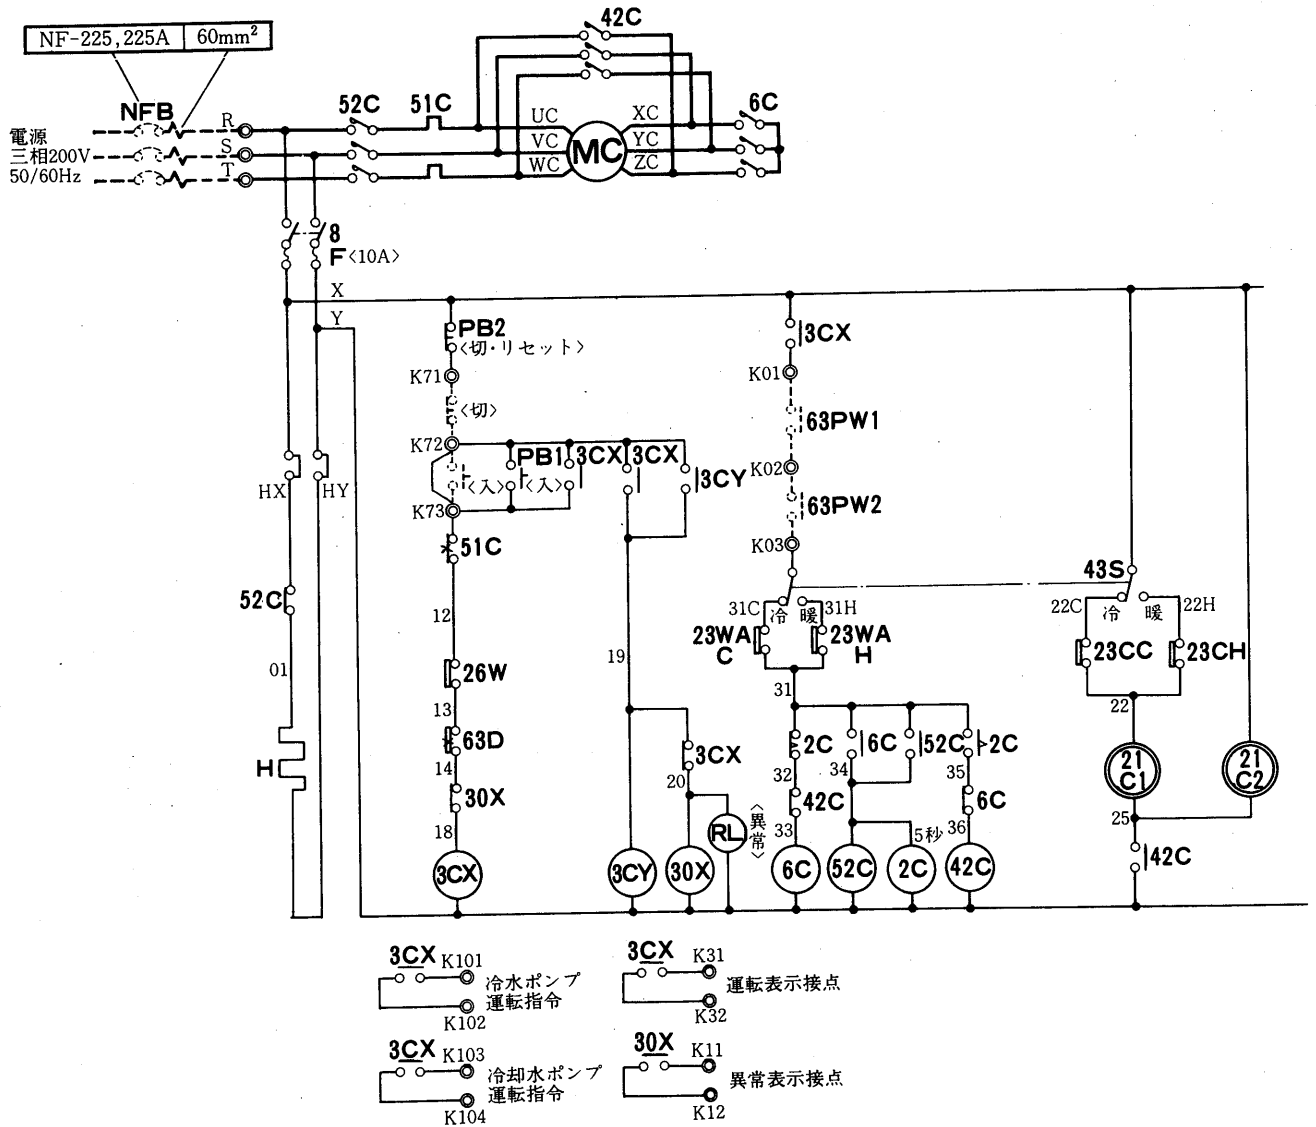 NF-225,225A 60mm²
42C
NFB
R
52C
51C
UC
XC
6C
電源
三相200V
50/60Hz
S
T
VC
WC
MC
YC
ZC
8
F〈10A〉
X
Y
PB2
〈切・リセット〉
K71
〈切〉
K72
PB1
3CX
3CX
3CY
〈入〉
〈入〉
K73
HX
HY
51C
52C
12
01
26W
13
63D
14
30X
18
H
3CX
19
3CX
20
RL
〈異常〉
3CY
30X
3CX
K01
63PW1
K02
63PW2
K03
31C
冷
暖
31H
23WA
C
23WA
H
31
2C
6C
52C
2C
32
34
35
42C
6C
33
5秒
36
6C
52C
2C
42C
43S
22C
冷
暖
22H
23CC
23CH
22
21
C1
21
C2
25
42C
3CX
K101
冷水ポンプ
運転指令
K102
3CX
K31
運転表示接点
K32
3CX
K103
冷却水ポンプ
運転指令
K104
30X
K11
異常表示接点
K12